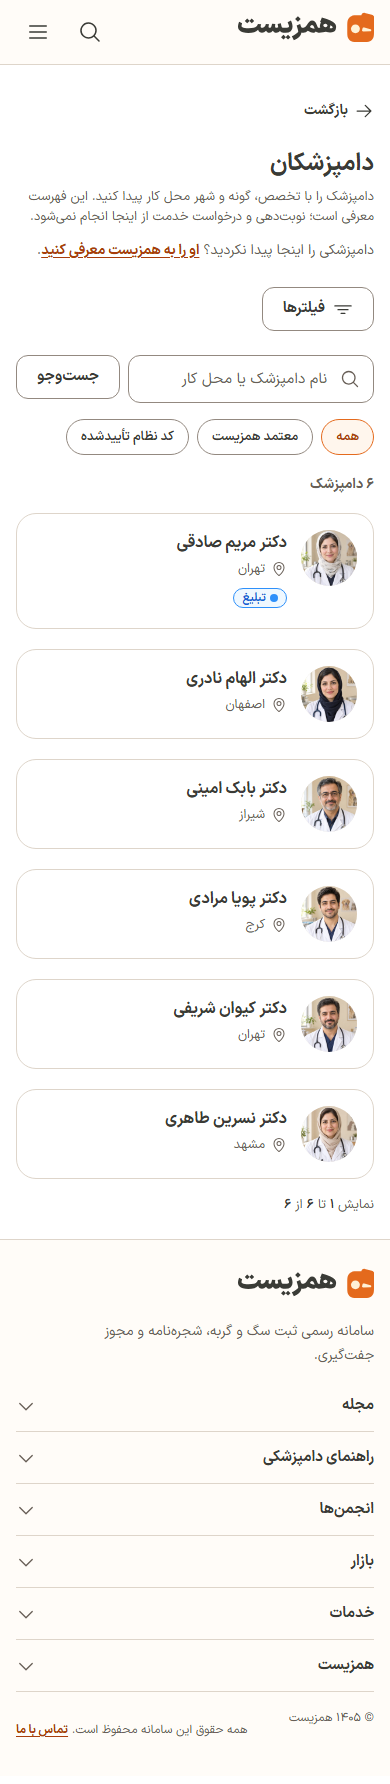 همزیست
بازگشت
دامپزشکان
دامپزشک را با تخصص، گونه و شهر محل کار پیدا کنید. این فهرست
معرفی است؛ نوبت‌دهی و درخواست خدمت از اینجا انجام نمی‌شود.
دامپزشکی را اینجا پیدا نکردید؟ او را به همزیست معرفی کنید.
فیلترها
نام دامپزشک یا محل کار
جست‌وجو
همه
معتمد همزیست
کد نظام تأییدشده
۶ دامپزشک
دکتر مریم صادقی
تهران
تبلیغ
دکتر الهام نادری
اصفهان
دکتر بابک امینی
شیراز
دکتر پویا مرادی
کرج
دکتر کیوان شریفی
تهران
دکتر نسرین طاهری
مشهد
نمایش ۱ تا ۶ از ۶
همزیست
سامانه رسمی ثبت سگ و گربه، شجره‌نامه و مجوز
جفت‌گیری.
مجله
راهنمای دامپزشکی
انجمن‌ها
بازار
خدمات
همزیست
© ۱۴۰۵ همزیست
همه حقوق این سامانه محفوظ است. تماس با ما